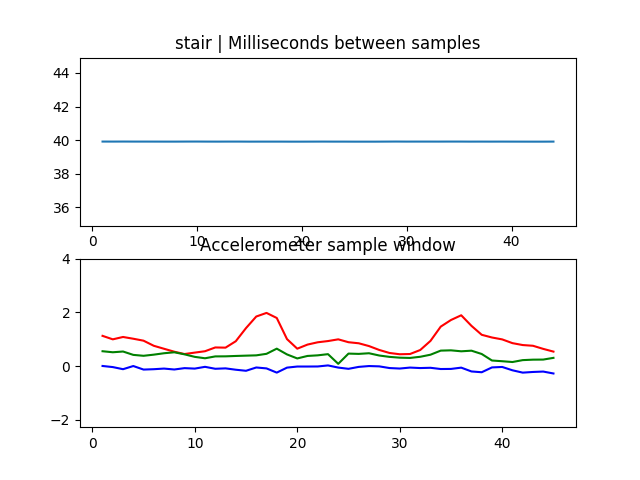 stair | Milliseconds between samples
44
42
40
38
36
0 10 20 30 40
Accelerometer sample window
4
2
0
−2
0 10 20 30 40